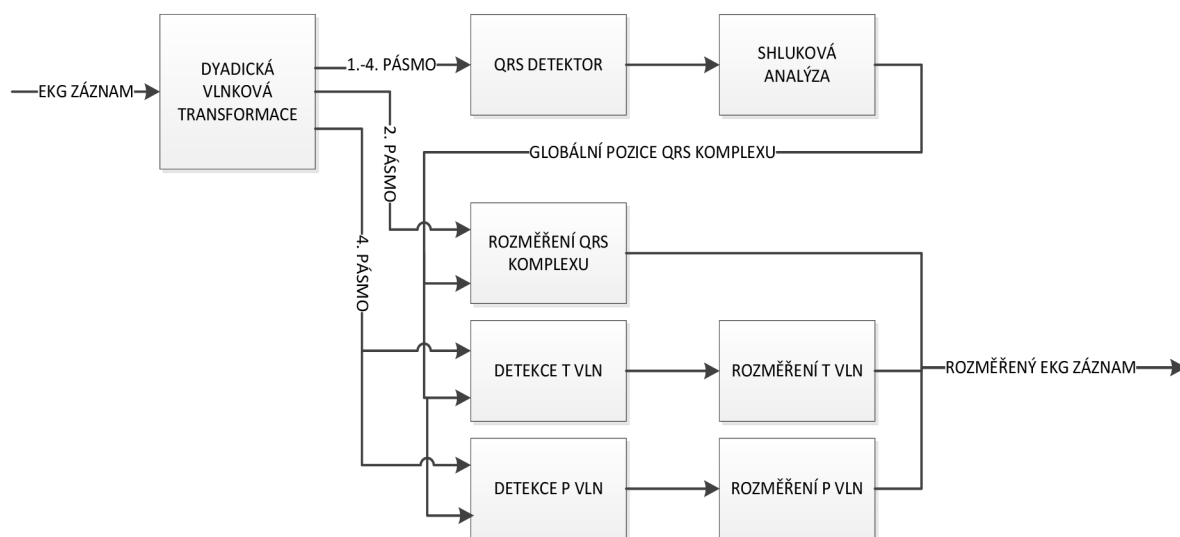 EKG ZÁZNAM
DYADICKÁ
VLNKOVÁ
TRANSFORMACE
1.-4. PÁSMO
QRS DETEKTOR
SHLUKOVÁ
ANALÝZA
2. PÁSMO
GLOBÁLNÍ POZICE QRS KOMPLEXU
4. PÁSMO
ROZMĚŘENÍ QRS
KOMPLEXU
DETEKCE T VLN
ROZMĚŘENÍ T VLN
ROZMĚŘENÝ EKG ZÁZNAM
DETEKCE P VLN
ROZMĚŘENÍ P VLN